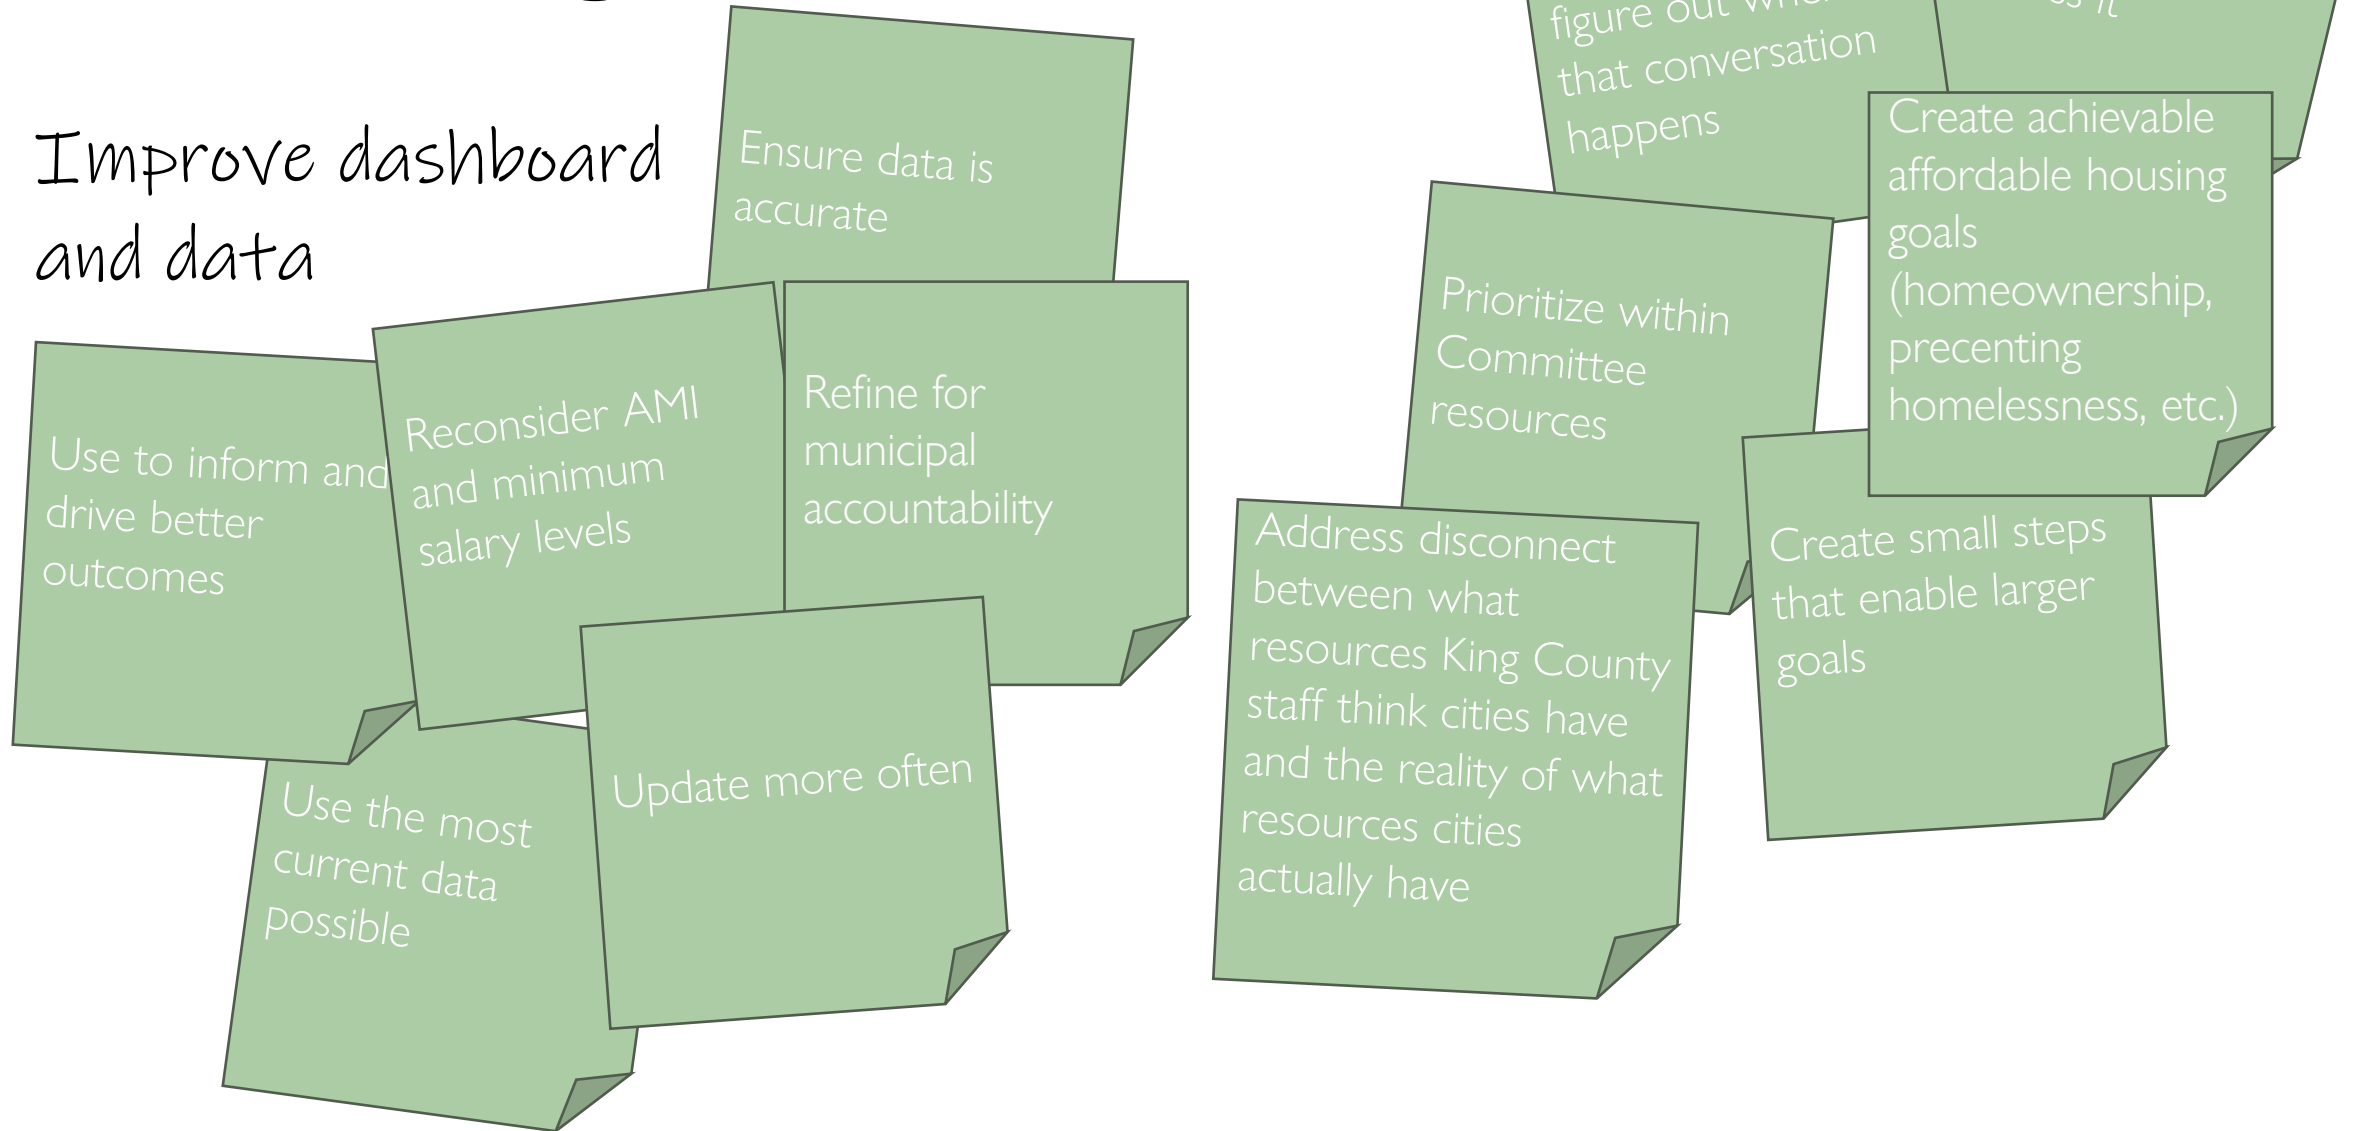 Improve dashboard
and data
Ensure data is
accurate
Use to inform and
drive better
outcomes
Reconsider AMI
and minimum
salary levels
Refine for
municipal
accountability
Use the most
current data
possible
Update more often
figure out
that conversation
happens
it
Create achievable
affordable housing
goals
(homeownership,
precenting
homelessness, etc.)
Prioritize within
Committee
resources
Address disconnect
between what
resources King County
staff think cities have
and the reality of what
resources cities
actually have
Create small steps
that enable larger
goals